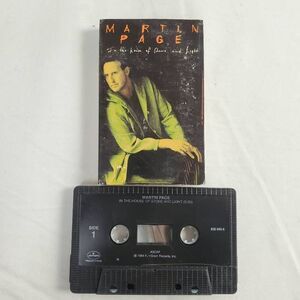 MARTIN
PAGE
In the house of Stone and Light
MARTIN PAGE
IN THE HOUSE OF STONE AND LIGHT
SIDE
1
ASCAP